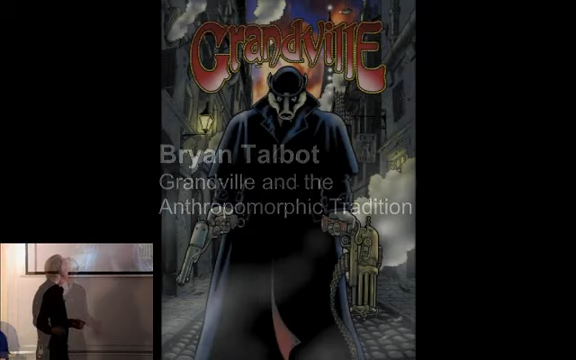 Grandville
Bryan Talbot
Grandville and the
Anthropomorphic Tradition